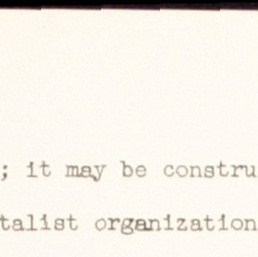 ; it may be constru
talist organization